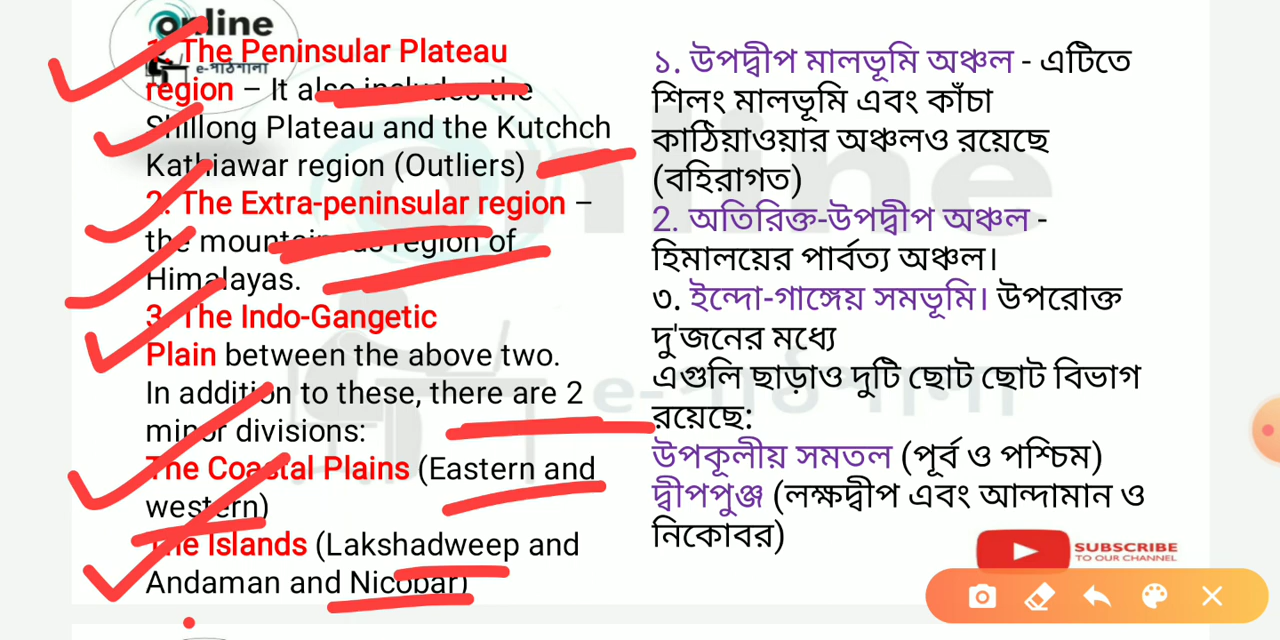 online
e-পাঠশালা
1. The Peninsular Plateau
region – It also includes the
Shillong Plateau and the Kutchch
Kathiawar region (Outliers)
2. The Extra-peninsular region –
the mountainous region of
Himalayas.
3. The Indo-Gangetic
Plain between the above two.
In addition to these, there are 2
minor divisions:
The Coastal Plains (Eastern and
western)
The Islands (Lakshadweep and
Andaman and Nicobar)
১. উপদ্বীপ মালভূমি অঞ্চল - এটিতে
শিলং মালভূমি এবং কাঁচা
কাঠিয়াওয়ার অঞ্চলও রয়েছে
(বহিরাগত)
2. অতিরিক্ত-উপদ্বীপ অঞ্চল -
হিমালয়ের পার্বত্য অঞ্চল।
৩. ইন্দো-গাঙ্গেয় সমভূমি। উপরোক্ত
দু'জনের মধ্যে
এগুলি ছাড়াও দুটি ছোট ছোট বিভাগ
রয়েছে:
উপকূলীয় সমতল (পূর্ব ও পশ্চিম)
দ্বীপপুঞ্জ (লক্ষদ্বীপ এবং আন্দামান ও
নিকোবর)
online
e-পাঠশালা
SUBSCRIBE
TO OUR CHANNEL